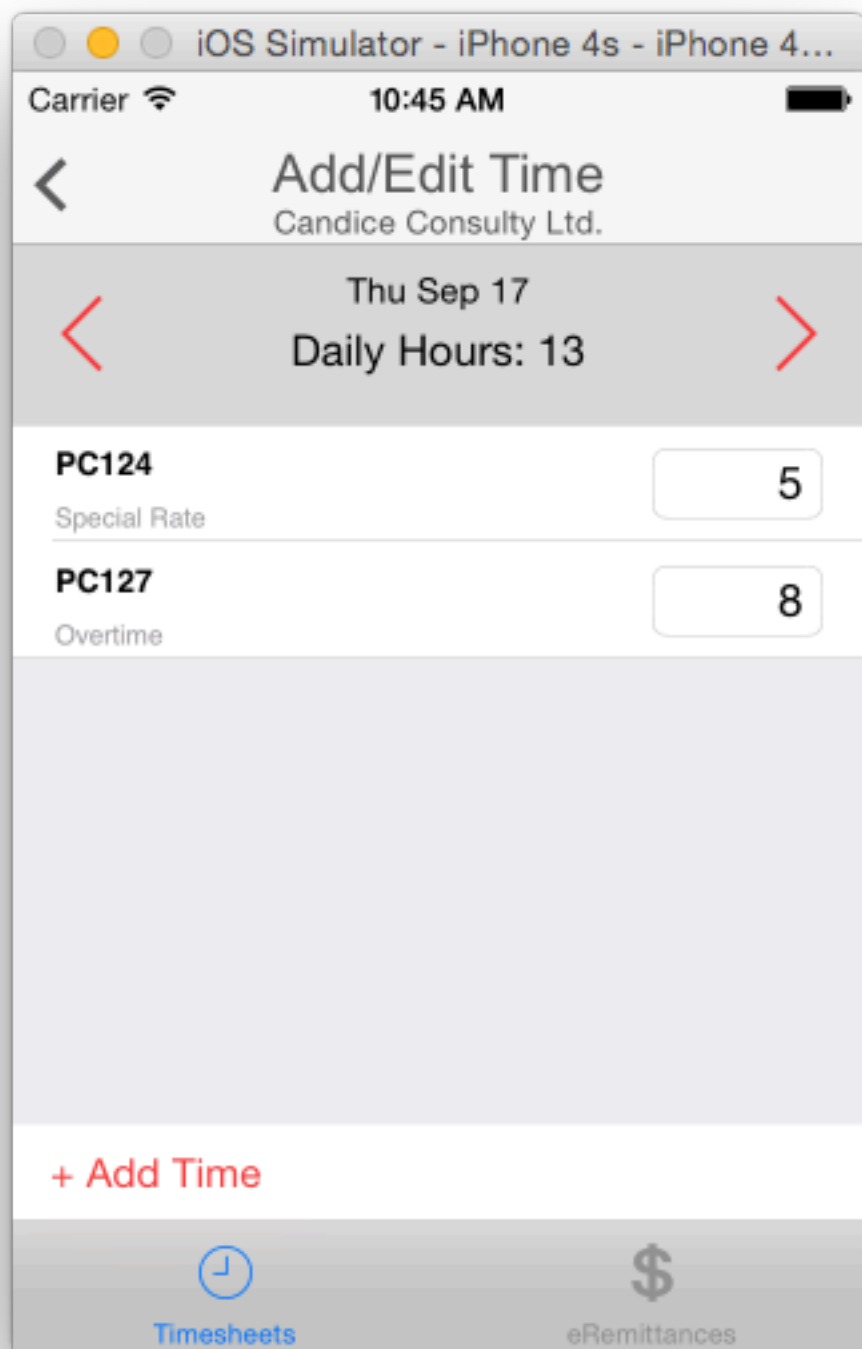 iOS Simulator - iPhone 4s - iPhone 4...
Carrier 10:45 AM
Add/Edit Time
Candice Consulty Ltd.
Thu Sep 17
Daily Hours: 13
PC124 5
Special Rate
PC127 8
Overtime
+ Add Time
$
Timesheets eRemittances